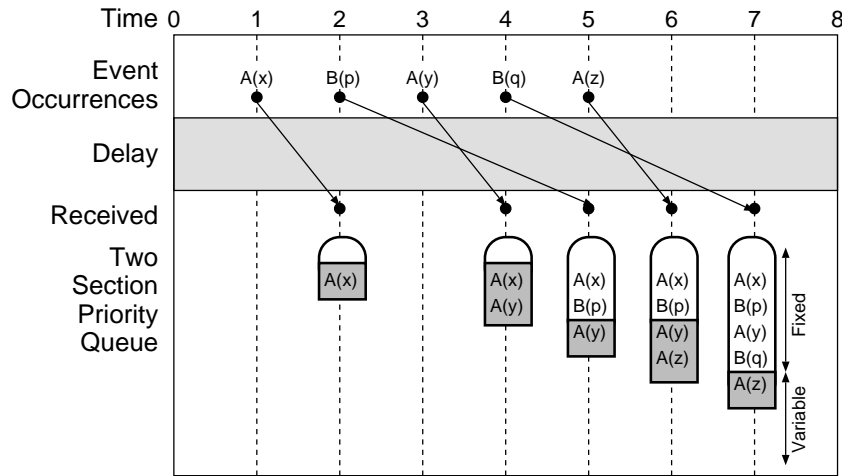 Time 0 1 2 3 4 5 6 7 8
Event
Occurrences
A(x) B(p) A(y) B(q) A(z)
Delay
Received
Two
Section
Priority
Queue
A(x)
A(x)
A(y)
A(x)
B(p)
A(y)
A(x)
B(p)
A(y)
A(z)
A(x)
B(p)
A(y)
B(q)
A(z)
Fixed
Variable